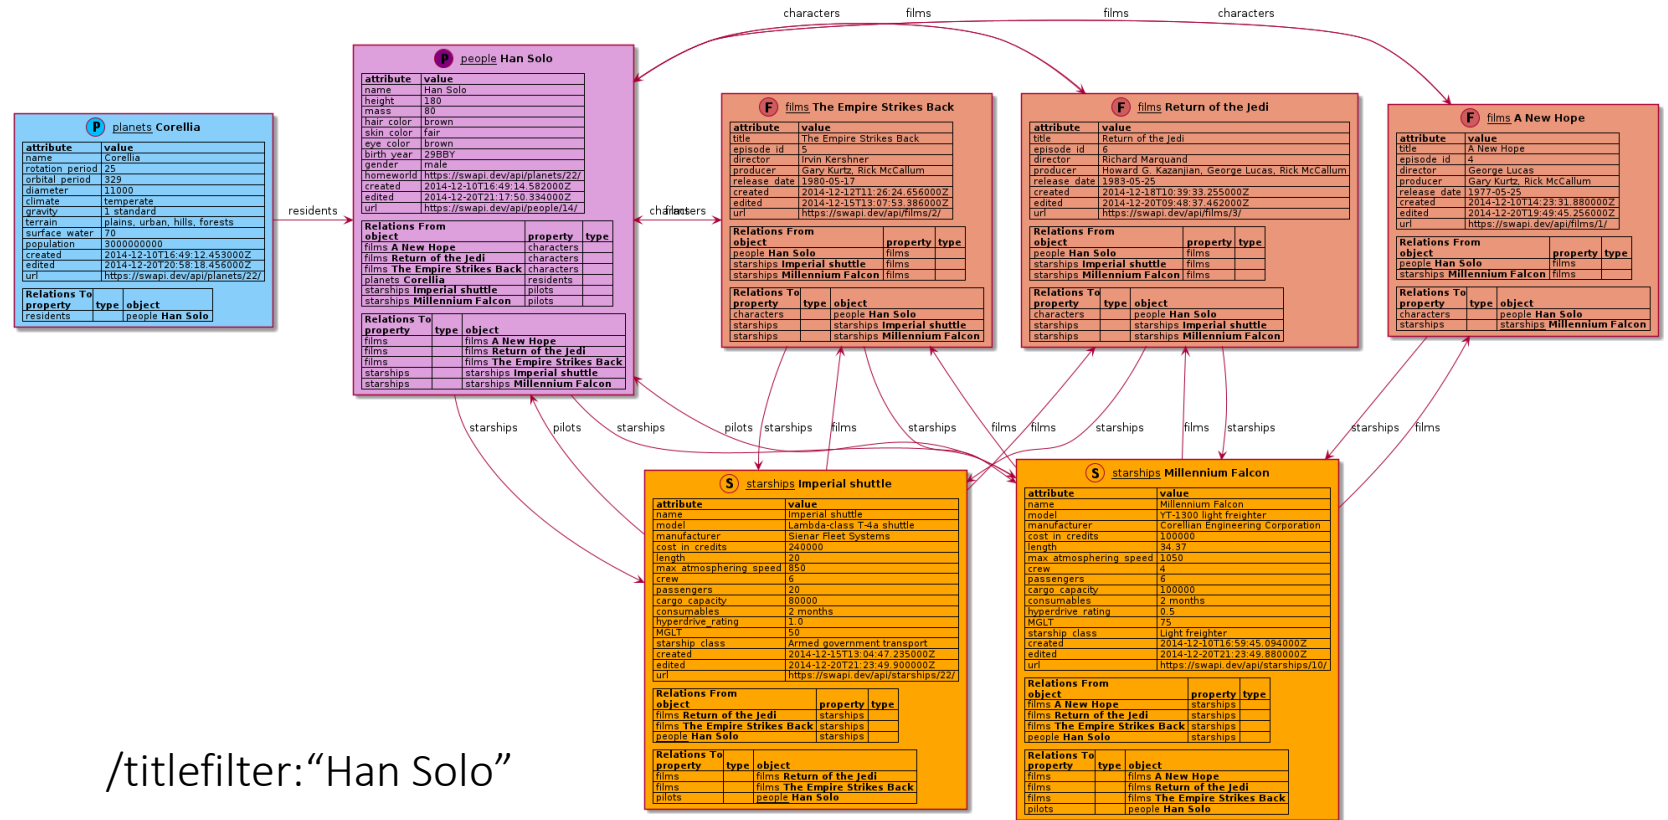 characters
films
films
characters
P people Han Solo
attribute value
name Han Solo
height 180
mass 80
hair_color brown
skin_color fair
eye_color brown
birth_year 29BBY
gender male
homeworld https://swapi.dev/api/planets/22/
created 2014-12-10T16:49:14.582000Z
edited 2014-12-20T21:17:50.334000Z
url https://swapi.dev/api/people/14/
Relations From
object property type
films A New Hope characters
films Return of the Jedi characters
films The Empire Strikes Back characters
planets Corellia residents
starships Imperial shuttle pilots
starships Millennium Falcon pilots
Relations To
property type object
films films A New Hope
films films Return of the Jedi
films films The Empire Strikes Back
starships starships Imperial shuttle
starships starships Millennium Falcon
P planets Corellia
attribute value
name Corellia
rotation_period 25
orbital_period 329
diameter 11000
climate temperate
gravity 1 standard
terrain plains, urban, hills, forests
surface_water 70
population 3000000000
created 2014-12-10T16:49:12.453000Z
edited 2014-12-20T20:58:18.456000Z
url https://swapi.dev/api/planets/22/
Relations To
property type object
residents people Han Solo
residents
characters
films
F films The Empire Strikes Back
attribute value
title The Empire Strikes Back
episode_id 5
director Irvin Kershner
producer Gary Kurtz, Rick McCallum
release_date 1980-05-17
created 2014-12-12T11:26:24.656000Z
edited 2014-12-15T13:07:53.386000Z
url https://swapi.dev/api/films/2/
Relations From
object property type
people Han Solo films
starships Imperial shuttle films
starships Millennium Falcon films
Relations To
property type object
characters people Han Solo
starships starships Imperial shuttle
starships starships Millennium Falcon
F films Return of the Jedi
attribute value
title Return of the Jedi
episode_id 6
director Richard Marquand
producer Howard G. Kazanjian, George Lucas, Rick McCallum
release_date 1983-05-25
created 2014-12-18T10:39:33.255000Z
edited 2014-12-20T09:48:37.462000Z
url https://swapi.dev/api/films/3/
Relations From
object property type
people Han Solo films
starships Imperial shuttle films
starships Millennium Falcon films
Relations To
property type object
characters people Han Solo
starships starships Imperial shuttle
starships starships Millennium Falcon
F films A New Hope
attribute value
title A New Hope
episode_id 4
director George Lucas
producer Gary Kurtz, Rick McCallum
release_date 1977-05-25
created 2014-12-10T14:23:31.880000Z
edited 2014-12-20T19:49:45.256000Z
url https://swapi.dev/api/films/1/
Relations From
object property type
people Han Solo films
starships Millennium Falcon films
Relations To
property type object
characters people Han Solo
starships starships Millennium Falcon
starships
pilots
starships
pilots
starships
films
starships
films
films
starships
films
starships
starships
films
S starships Imperial shuttle
attribute value
name Imperial shuttle
model Lambda-class T-4a shuttle
manufacturer Sienar Fleet Systems
cost_in_credits 240000
length 20
max_atmosphering_speed 850
crew 6
passengers 20
cargo_capacity 80000
consumables 2 months
hyperdrive_rating 1.0
MGLT 50
starship_class Armed government transport
created 2014-12-15T13:04:47.235000Z
edited 2014-12-20T21:23:49.900000Z
url https://swapi.dev/api/starships/22/
Relations From
object property type
films Return of the Jedi starships
films The Empire Strikes Back starships
people Han Solo starships
Relations To
property type object
films films Return of the Jedi
films films The Empire Strikes Back
pilots people Han Solo
S starships Millennium Falcon
attribute value
name Millennium Falcon
model YT-1300 light freighter
manufacturer Corellian Engineering Corporation
cost_in_credits 100000
length 34.37
max_atmosphering_speed 1050
crew 4
passengers 6
cargo_capacity 100000
consumables 2 months
hyperdrive_rating 0.5
MGLT 75
starship_class Light freighter
created 2014-12-10T16:59:45.094000Z
edited 2014-12-20T21:23:49.880000Z
url https://swapi.dev/api/starships/10/
Relations From
object property type
films A New Hope starships
films Return of the Jedi starships
films The Empire Strikes Back starships
people Han Solo starships
Relations To
property type object
films films A New Hope
films films Return of the Jedi
films films The Empire Strikes Back
pilots people Han Solo
/titlefilter:“Han Solo”